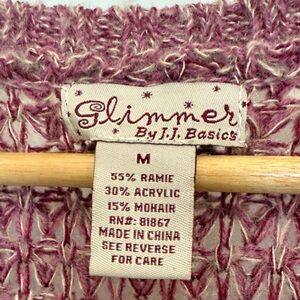 Glimmer
By J.J. Basics
M
55% RAMIE
30% ACRYLIC
15% MOHAIR
RN#: 81867
MADE IN CHINA
SEE REVERSE
FOR CARE